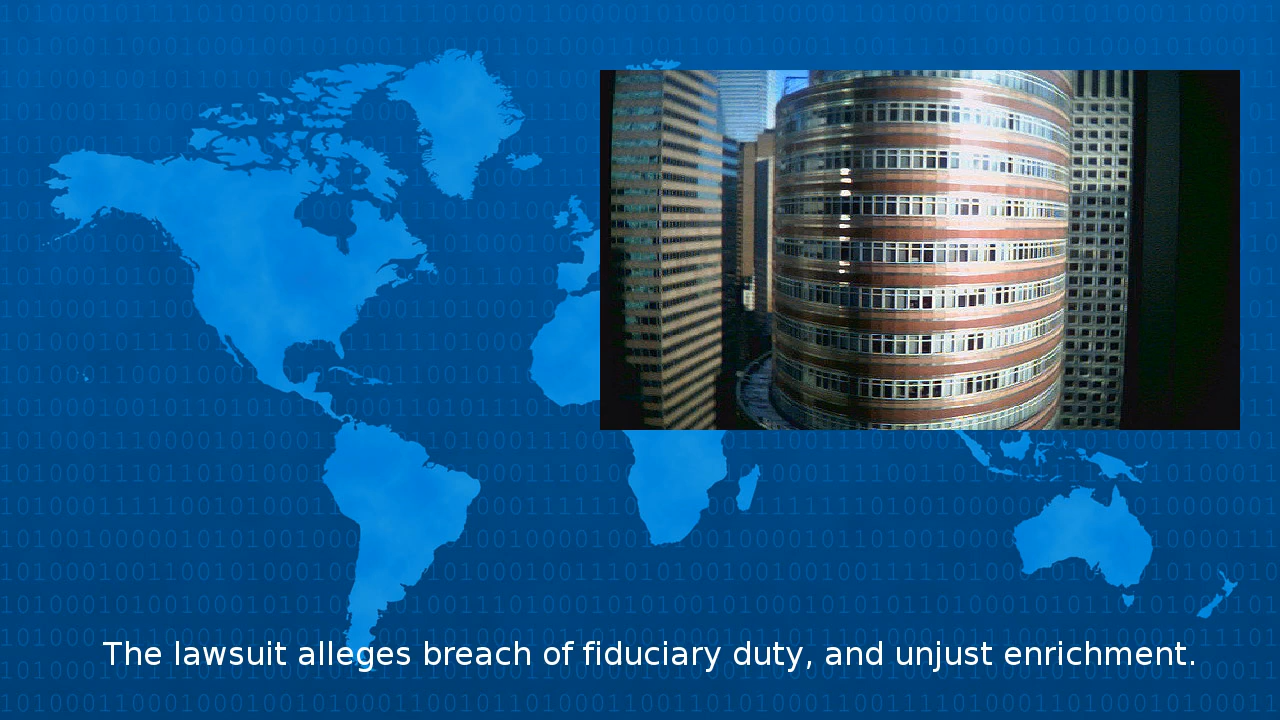 The lawsuit alleges breach of fiduciary duty, and unjust enrichment.